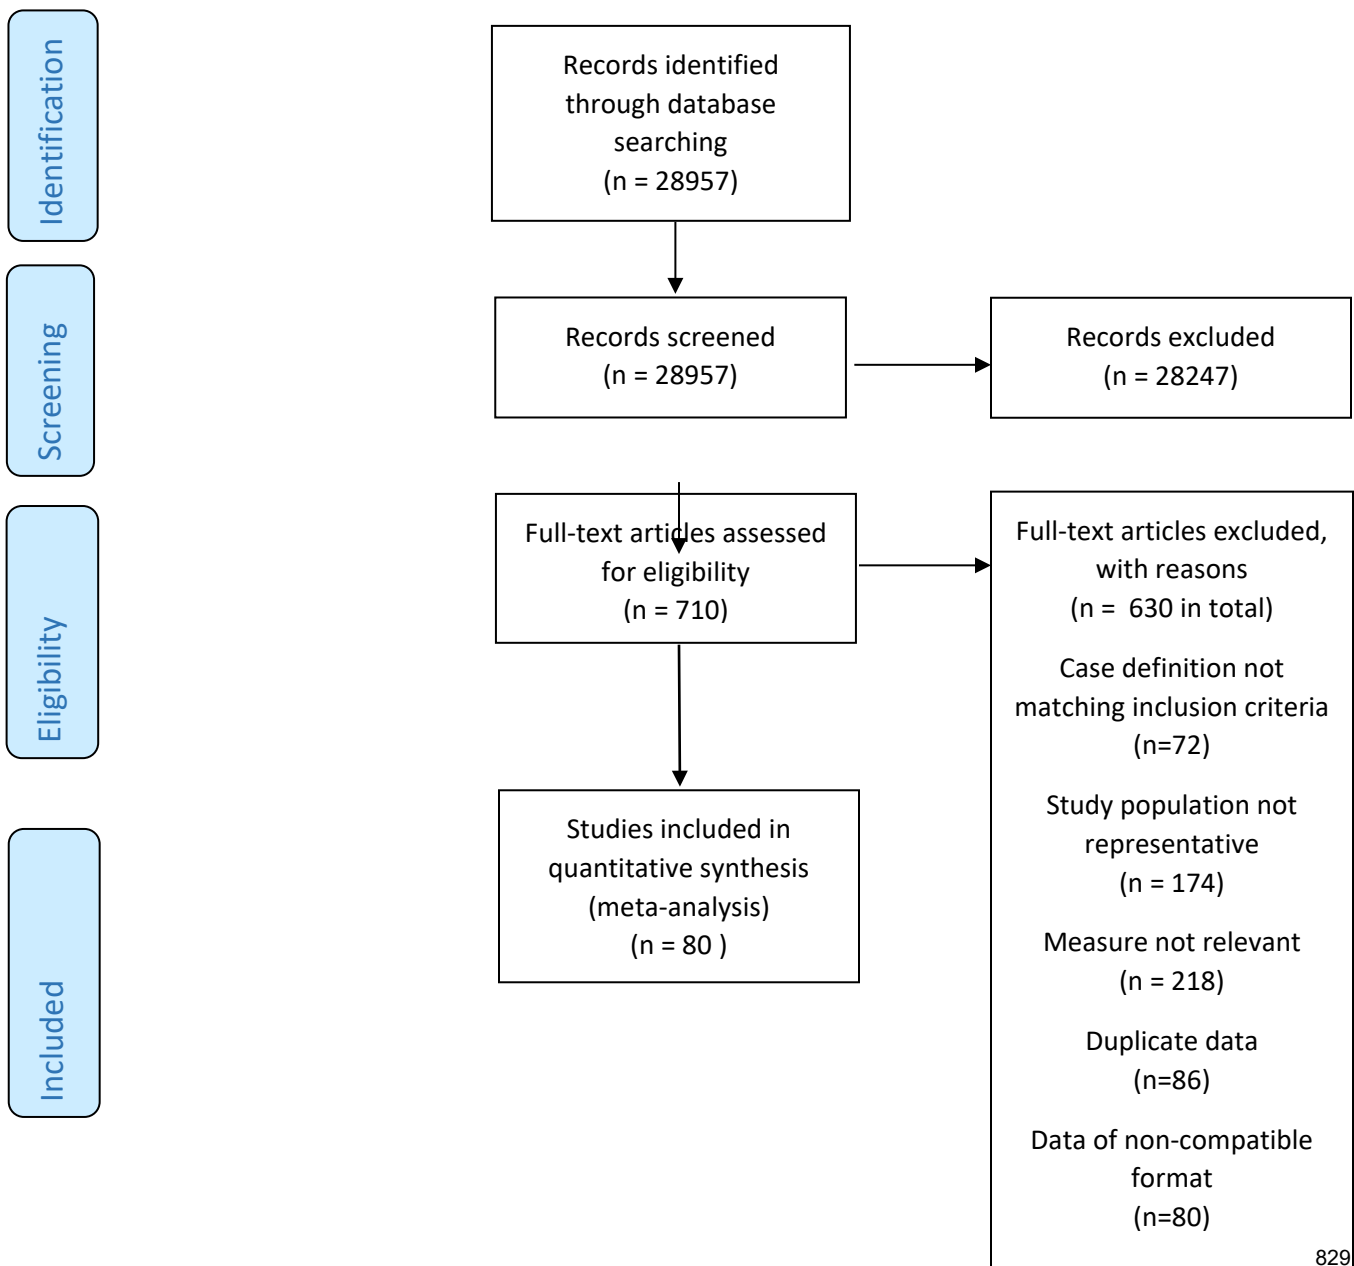 Identification
Records identified
through database
searching
(n = 28957)
Screening
Records screened
(n = 28957)
Records excluded
(n = 28247)
Eligibility
Full-text articles assessed
for eligibility
(n = 710)
Full-text articles excluded,
with reasons
(n =  630 in total)
Case definition not
matching inclusion criteria
(n=72)
Study population not
representative
(n = 174)
Measure not relevant
(n = 218)
Duplicate data
(n=86)
Data of non-compatible
format
(n=80)
Included
Studies included in
quantitative synthesis
(meta-analysis)
(n = 80 )
829